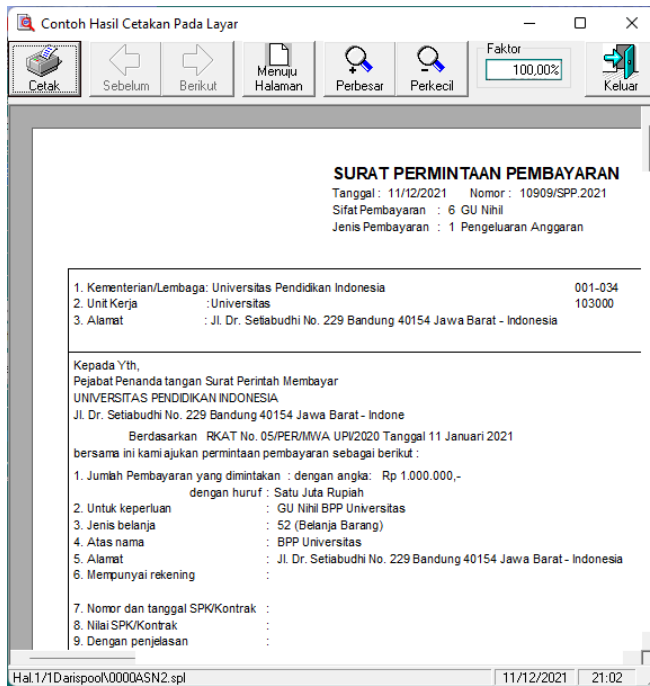 Contoh Hasil Cetakan Pada Layar
Cetak
Sebelum
Berikut
Menuju Halaman
Perbesar
Perkecil
Faktor
100,00%
Keluar
SURAT PERMINTAAN PEMBAYARAN
Tanggal : 11/12/2021 Nomor : 10909/SPP.2021
Sifat Pembayaran : 6 GU Nihil
Jenis Pembayaran : 1 Pengeluaran Anggaran
1. Kementerian/Lembaga: Universitas Pendidikan Indonesia 001-034
2. Unit Kerja :Universitas 103000
3. Alamat : Jl. Dr. Setiabudhi No. 229 Bandung 40154 Jawa Barat - Indonesia
Kepada Yth,
Pejabat Penanda tangan Surat Perintah Membayar
UNIVERSITAS PENDIDIKAN INDONESIA
Jl. Dr. Setiabudhi No. 229 Bandung 40154 Jawa Barat - Indone
Berdasarkan RKAT No. 05/PER/MWA UPI/2020 Tanggal 11 Januari 2021
bersama ini kami ajukan permintaan pembayaran sebagai berikut :
1. Jumlah Pembayaran yang dimintakan : dengan angka: Rp 1.000.000,-
dengan huruf : Satu Juta Rupiah
2. Untuk keperluan : GU Nihil BPP Universitas
3. Jenis belanja : 52 (Belanja Barang)
4. Atas nama : BPP Universitas
5. Alamat : Jl. Dr. Setiabudhi No. 229 Bandung 40154 Jawa Barat - Indonesia
6. Mempunyai rekening :
7. Nomor dan tanggal SPK/Kontrak :
8. Nilai SPK/Kontrak :
9. Dengan penjelasan :
Hal.1/1Darispool\0000ASN2.spl 11/12/2021 21:02